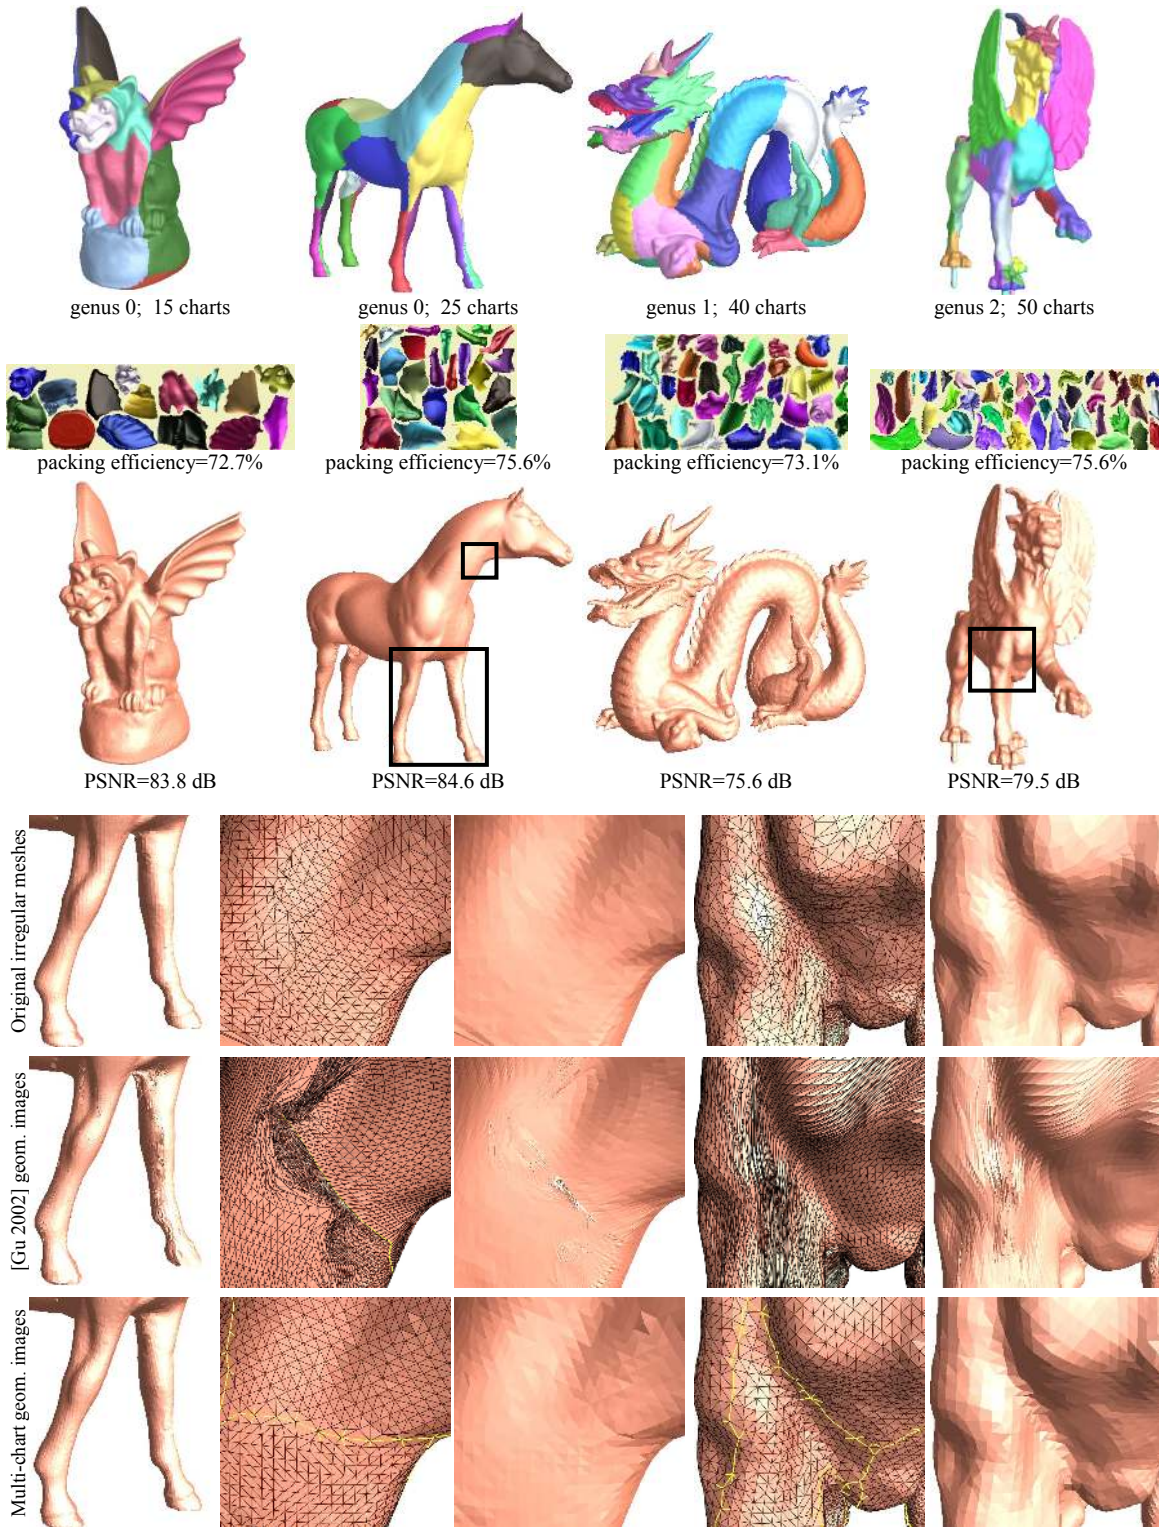 genus 0; 15 charts
genus 0; 25 charts
genus 1; 40 charts
genus 2; 50 charts
packing efficiency=72.7%
packing efficiency=75.6%
packing efficiency=73.1%
packing efficiency=75.6%
PSNR=83.8 dB
PSNR=84.6 dB
PSNR=75.6 dB
PSNR=79.5 dB
Original irregular meshes
[Gu 2002] geom. images
Multi-chart geom. images